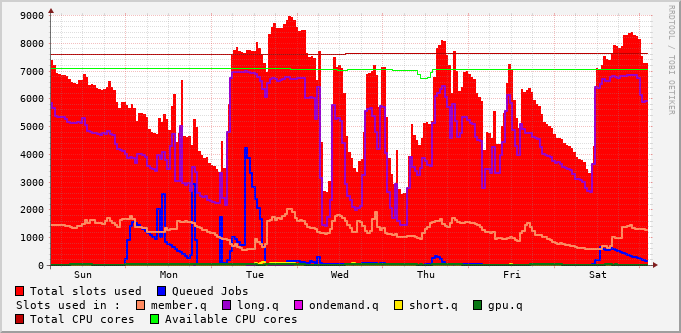 RRDTOOL / TOBI OETIKER
9000
8000
7000
6000
5000
4000
3000
2000
1000
0
Sun Mon Tue Wed Thu Fri Sat
Total slots used Queued Jobs
Slots used in : member.q long.q ondemand.q short.q gpu.q
Total CPU cores Available CPU cores